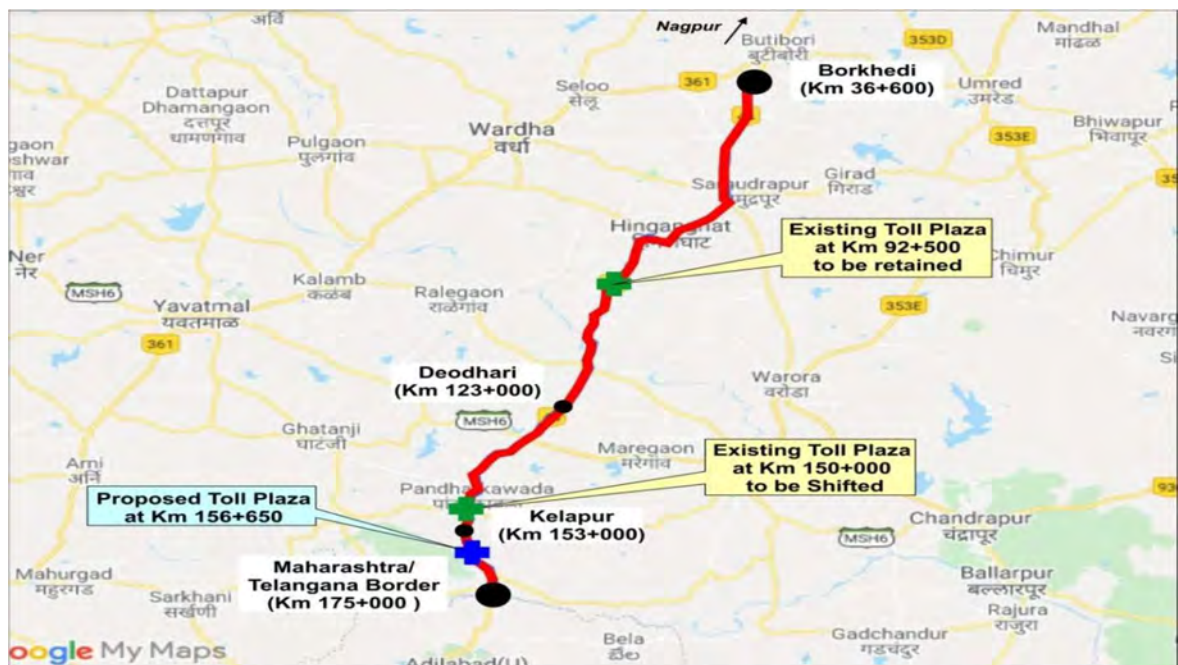 Nagpur
Butibori
बुटीबोरी
353D
Mandhal
मांढळ
अर्वि
Seloo
सेलू
361
Borkhedi
(Km 36+600)
Umred
उमरेड
Dattapur
Dhamangaon
दत्तपूर
धामणगाव
Pulgaon
पुलगाव
Wardha
वर्धा
353E
Bhiwapur
भिवापुर
Girad
गिराड
Hinganghat
Existing Toll Plaza
at Km 92+500
to be retained
Chimur
चिमुर
Ner
नेर
MSH6
Kalamb
कळंब
Ralegaon
राळेगाव
Yavatmal
यवतमाळ
361
353E
Deodhari
(Km 123+000)
MSH6
Warora
वरोडा
Ghatanji
घाटंजी
Maregaon
मरेगाव
Arni
अर्नि
Existing Toll Plaza
at Km 150+000
to be Shifted
Proposed Toll Plaza
at Km 156+650
Kelapur
(Km 153+000)
Chandrapur
चंद्रपूर
MSH6
Maharashtra/
Telangana Border
(Km 175+000 )
Mahurgad
महुरगड
Sarkhani
सर्खणी
Ballarpur
बल्लारपूर
Rajura
राजुरा
Bela
Gadchandur
गडचंदुर
Adilabad(U)
ogle My Maps